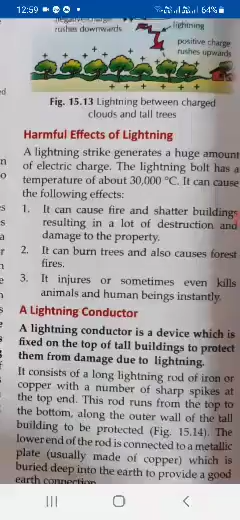 12:59
64%
negative charge
rushes downwards
lightning
positive charge
rushes upwards
Fig. 15.13 Lightning between charged
clouds and tall trees
Harmful Effects of Lightning
A lightning strike generates a huge amount
of electric charge. The lightning bolt has a
temperature of about 30,000 °C. It can cause
the following effects:
1. It can cause fire and shatter buildings
resulting in a lot of destruction and
damage to the property.
2. It can burn trees and also causes forest
fires.
3. It injures or sometimes even kills
animals and human beings instantly.
A Lightning Conductor
A lightning conductor is a device which is
fixed on the top of tall buildings to protect
them from damage due to lightning.
It consists of a long lightning rod of iron or
copper with a number of sharp spikes at
the top end. This rod runs from the top to
the bottom, along the outer wall of the tall
building to be protected (Fig. 15.14). The
lower end of the rod is connected to a metallic
plate (usually made of copper) which is
buried deep into the earth to provide a good
earth connection